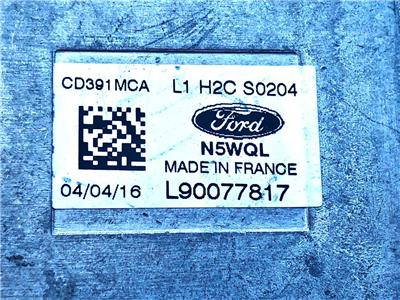 CD391MCA L1 H2C S0204
Ford
N5WQL
MADE IN FRANCE
04/04/16 L90077817